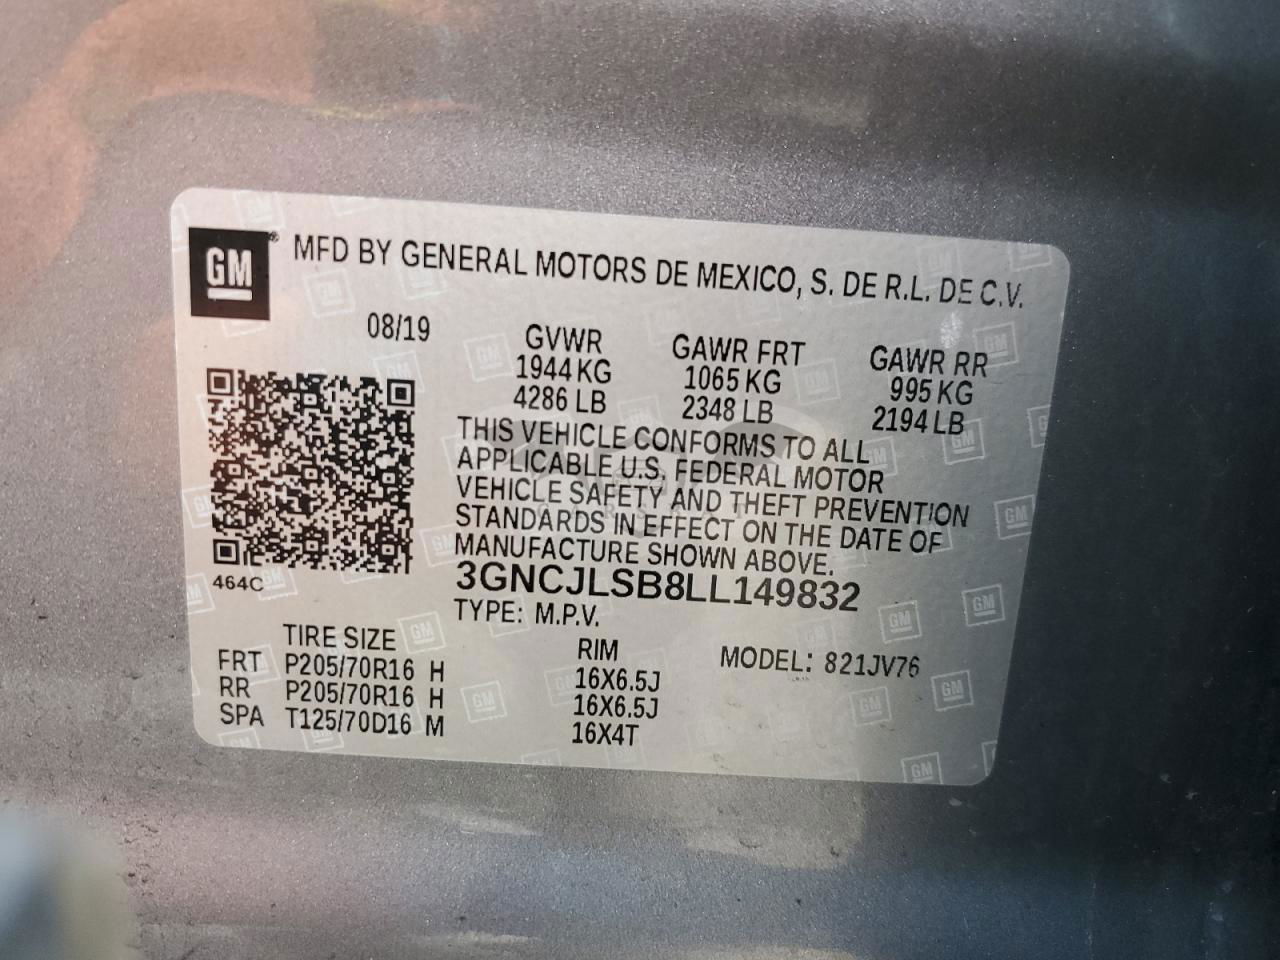 GM ® MFD BY GENERAL MOTORS DE MEXICO, S. DE R.L. DE C.V.
08/19 GVWR GAWR FRT GAWR RR
1944 KG 1065 KG 995 KG
4286 LB 2348 LB 2194 LB
THIS VEHICLE CONFORMS TO ALL
APPLICABLE U.S. FEDERAL MOTOR
VEHICLE SAFETY AND THEFT PREVENTION
STANDARDS IN EFFECT ON THE DATE OF
MANUFACTURE SHOWN ABOVE.
464C
3GNCJLSB8LL149832
TYPE: M.P.V.
TIRE SIZE RIM MODEL: 821JV76
FRT P205/70R16 H 16X6.5J
RR P205/70R16 H 16X6.5J
SPA T125/70D16 M 16X4T